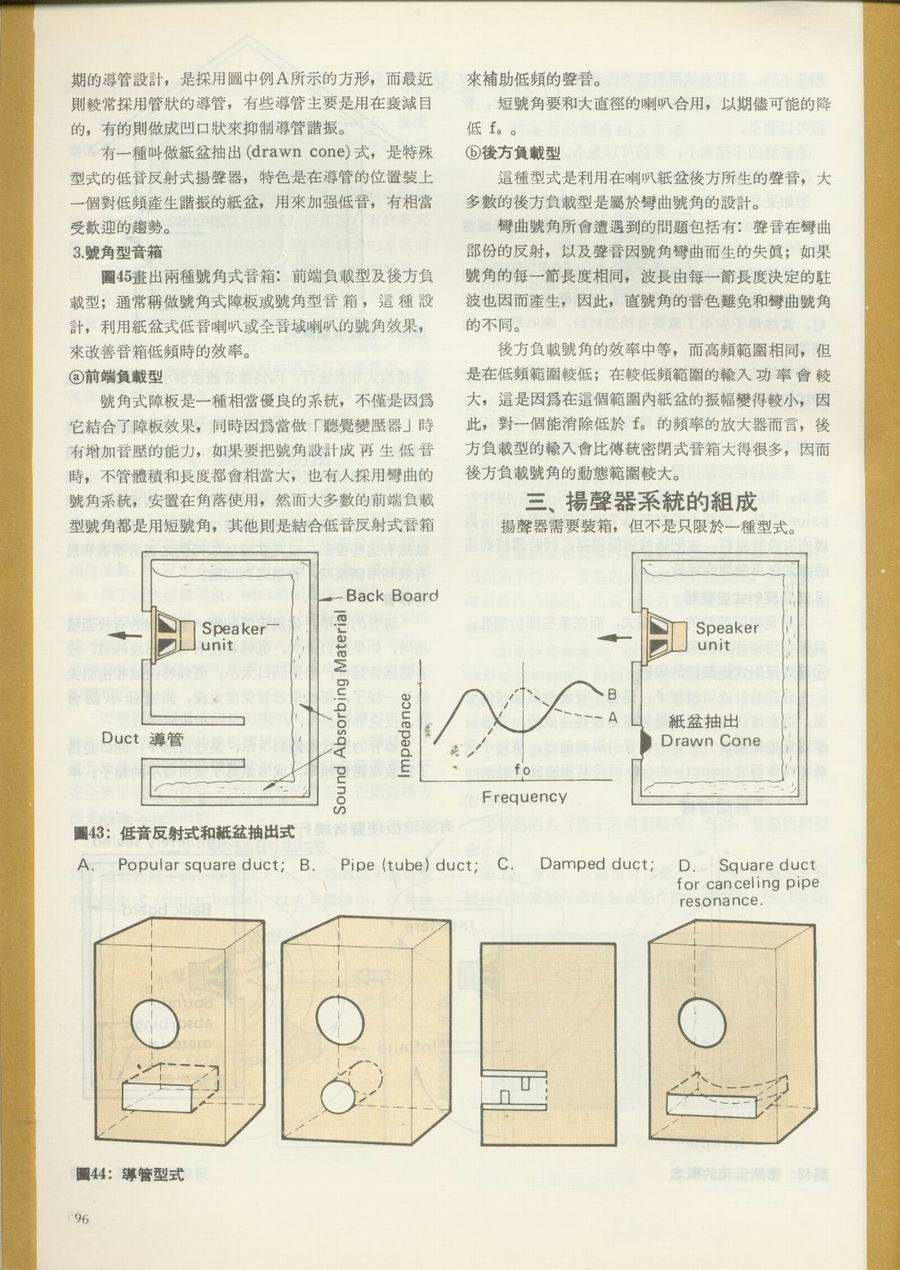 期的導管設計，是採用圖中例A所示的方形，而最近
則較常採用管狀的導管，有些導管主要是用在衰減目
的，有的則做成凹口狀來抑制導管諧振。
有一種叫做紙盆抽出(drawn cone)式，是特殊
型式的低音反射式揚聲器，特色是在導管的位置裝上
一個對低頻產生諧振的紙盆，用來加强低音，有相當
受歡迎的趨勢。
3.號角型音箱
圖45畫出兩種號角式音箱：前端負載型及後方負
載型；通常稱做號角式障板或號角型音箱，這種設
計，利用紙盆式低音喇叭或全音域喇叭的號角效果，
來改善音箱低頻時的效率。
ⓐ前端負載型
號角式障板是一種相當優良的系統，不僅是因爲
它結合了障板效果，同時因爲當做「聽覺變壓器」時
有增加音壓的能力，如果要把號角設計成再生低音
時，不管體積和長度都會相當大，也有人採用彎曲的
號角系統，安置在角落使用，然而大多數的前端負載
型號角都是用短號角，其他則是結合低音反射式音箱
來補助低頻的聲音。
短號角要和大直徑的喇叭合用，以期儘可能的降
低 f₀。
ⓑ後方負載型
這種型式是利用在喇叭紙盆後方所生的聲音，大
多數的後方負載型是屬於彎曲號角的設計。
彎曲號角所會遭遇到的問題包括有：聲音在彎曲
部份的反射，以及聲音因號角彎曲而生的失眞；如果
號角的每一節長度相同，波長由每一節長度決定的駐
波也因而產生，因此，直號角的音色難免和彎曲號角
的不同。
後方負載號角的效率中等，而高頻範圍相同，但
是在低頻範圍較低；在較低頻範圍的輸入功率會較
大，這是因爲在這個範圍內紙盆的振幅變得較小，因
此，對一個能消除低於 f₀ 的頻率的放大器而言，後
方負載型的輸入會比傳統密閉式音箱大得很多，因而
後方負載號角的動態範圍較大。
三、揚聲器系統的組成
揚聲器需要裝箱，但不是只限於一種型式。
Back Board
Speaker
unit
Sound Absorbing Material
Duct 導管
Impedance
B
A
f₀
Frequency
Speaker
unit
紙盆抽出
Drawn Cone
圖43：低音反射式和紙盆抽出式
A. Popular square duct; B. Pipe (tube) duct; C. Damped duct; D. Square duct
for canceling pipe
resonance.
圖44：導管型式
96